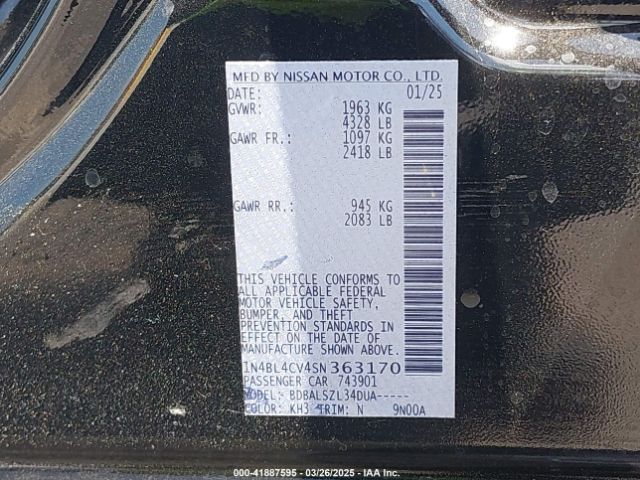 MFD BY NISSAN MOTOR CO., LTD.
DATE: 01/25
GVWR: 1963 KG
4328 LB
GAWR FR.: 1097 KG
2418 LB
GAWR RR.: 945 KG
2083 LB
THIS VEHICLE CONFORMS TO
ALL APPLICABLE FEDERAL
MOTOR VEHICLE SAFETY,
BUMPER, AND THEFT
PREVENTION STANDARDS IN
EFFECT ON THE DATE OF
MANUFACTURE SHOWN ABOVE.
1N4BL4CV4SN363170
PASSENGER CAR 743901
MODEL: BDBALSZL34DUA-----
COLOR: KH3 TRIM: N 9N00A
000-41887595 - 03/26/2025 - IAA Inc.